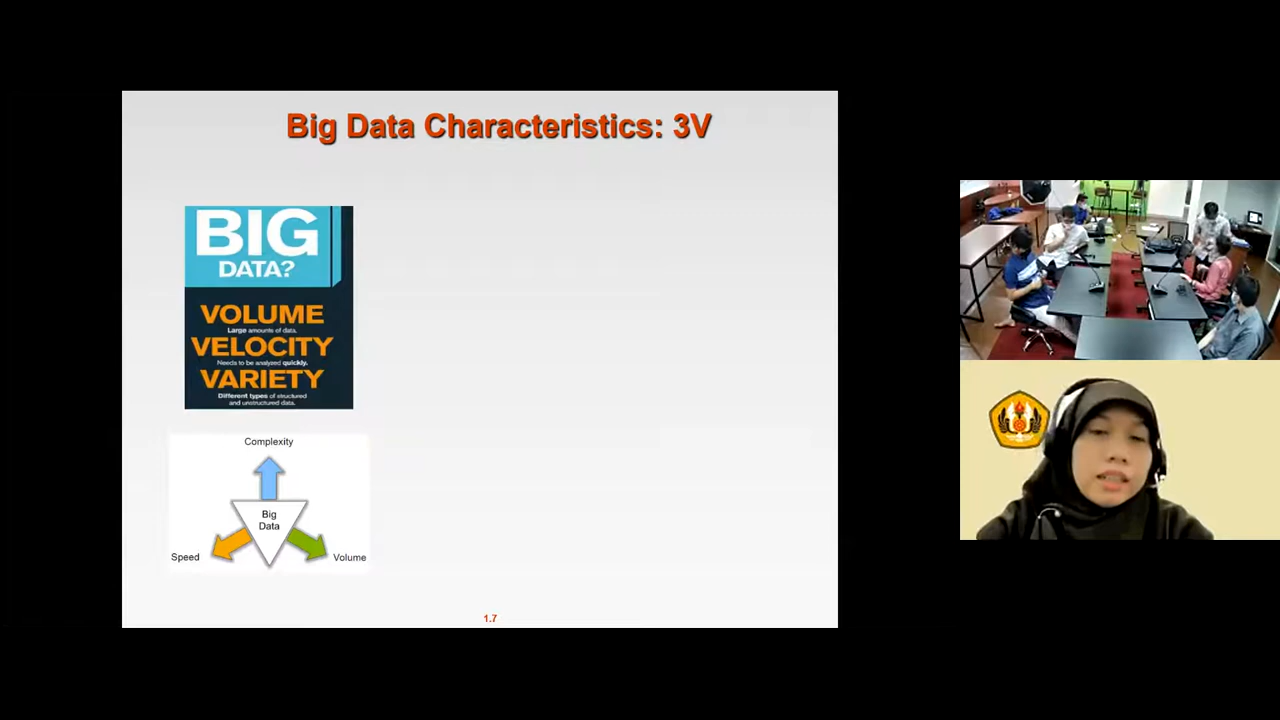 Big Data Characteristics: 3V
BIG
DATA?
VOLUME
Large amounts of data.
VELOCITY
Needs to be analyzed quickly.
VARIETY
Different types of structured
and unstructured data.
Complexity
Big
Data
Speed
Volume
1.7